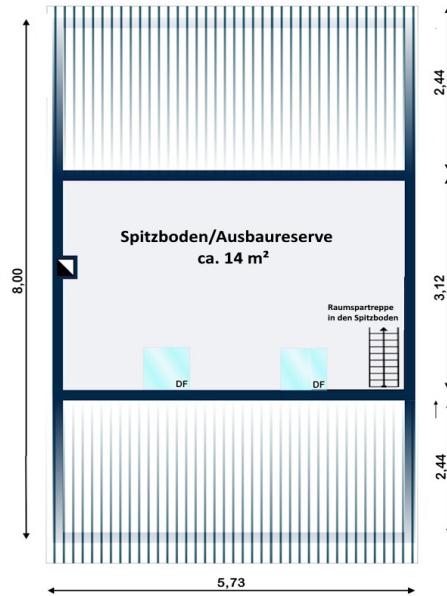 2,44
8,00
Spitzboden/Ausbaureserve
ca. 14 m²
3,12
Raumspartreppe
in den Spitzboden
DF
DF
2,44
5,73